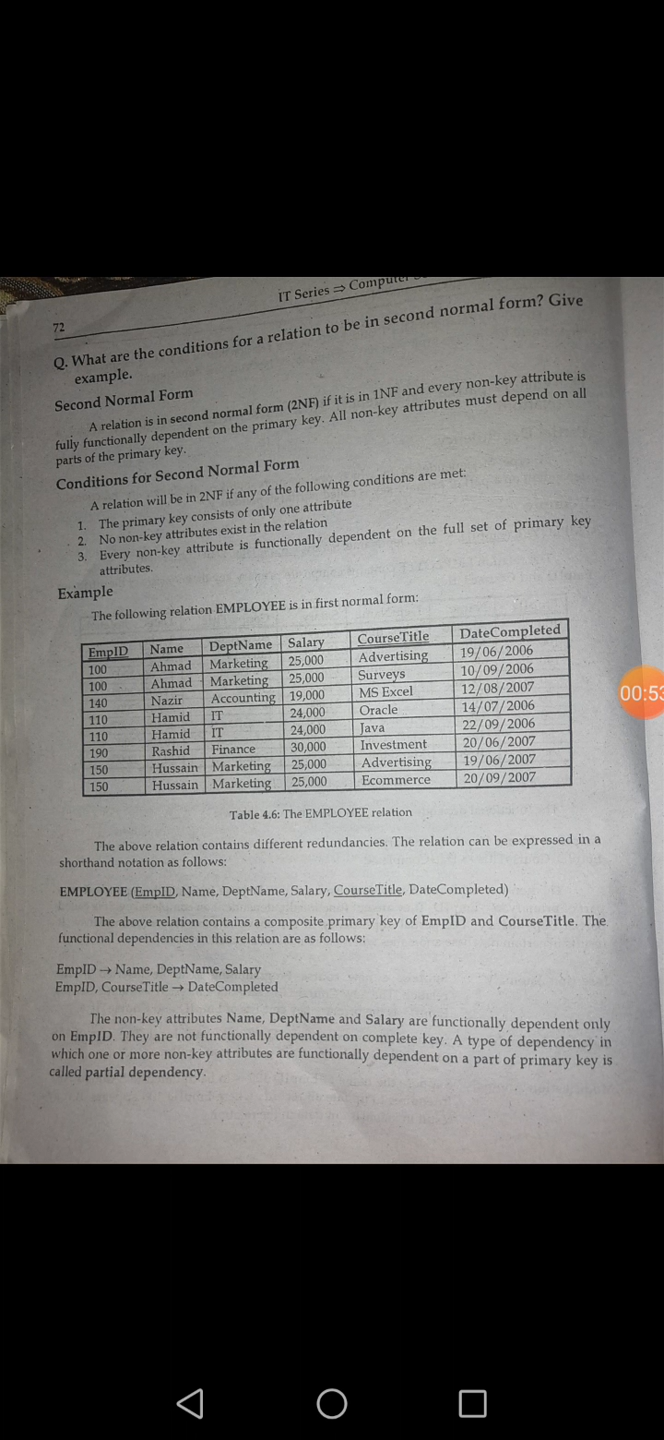 IT Series ⇒ Computer
72
Q. What are the conditions for a relation to be in second normal form? Give
example.
Second Normal Form
A relation is in second normal form (2NF) if it is in 1NF and every non-key attribute is
fully functionally dependent on the primary key. All non-key attributes must depend on all
parts of the primary key.
Conditions for Second Normal Form
A relation will be in 2NF if any of the following conditions are met:
1. The primary key consists of only one attribute
2. No non-key attributes exist in the relation
3. Every non-key attribute is functionally dependent on the full set of primary key
attributes.
Example
The following relation EMPLOYEE is in first normal form:
EmpID Name DeptName Salary CourseTitle DateCompleted
100 Ahmad Marketing 25,000 Advertising 19/06/2006
100 Ahmad Marketing 25,000 Surveys 10/09/2006
140 Nazir Accounting 19,000 MS Excel 12/08/2007
110 Hamid IT 24,000 Oracle 14/07/2006
110 Hamid IT 24,000 Java 22/09/2006
190 Rashid Finance 30,000 Investment 20/06/2007
150 Hussain Marketing 25,000 Advertising 19/06/2007
150 Hussain Marketing 25,000 Ecommerce 20/09/2007
Table 4.6: The EMPLOYEE relation
The above relation contains different redundancies. The relation can be expressed in a
shorthand notation as follows:
EMPLOYEE (EmpID, Name, DeptName, Salary, CourseTitle, DateCompleted)
The above relation contains a composite primary key of EmpID and CourseTitle. The
functional dependencies in this relation are as follows:
EmpID → Name, DeptName, Salary
EmpID, CourseTitle → DateCompleted
The non-key attributes Name, DeptName and Salary are functionally dependent only
on EmpID. They are not functionally dependent on complete key. A type of dependency in
which one or more non-key attributes are functionally dependent on a part of primary key is
called partial dependency.
00:53